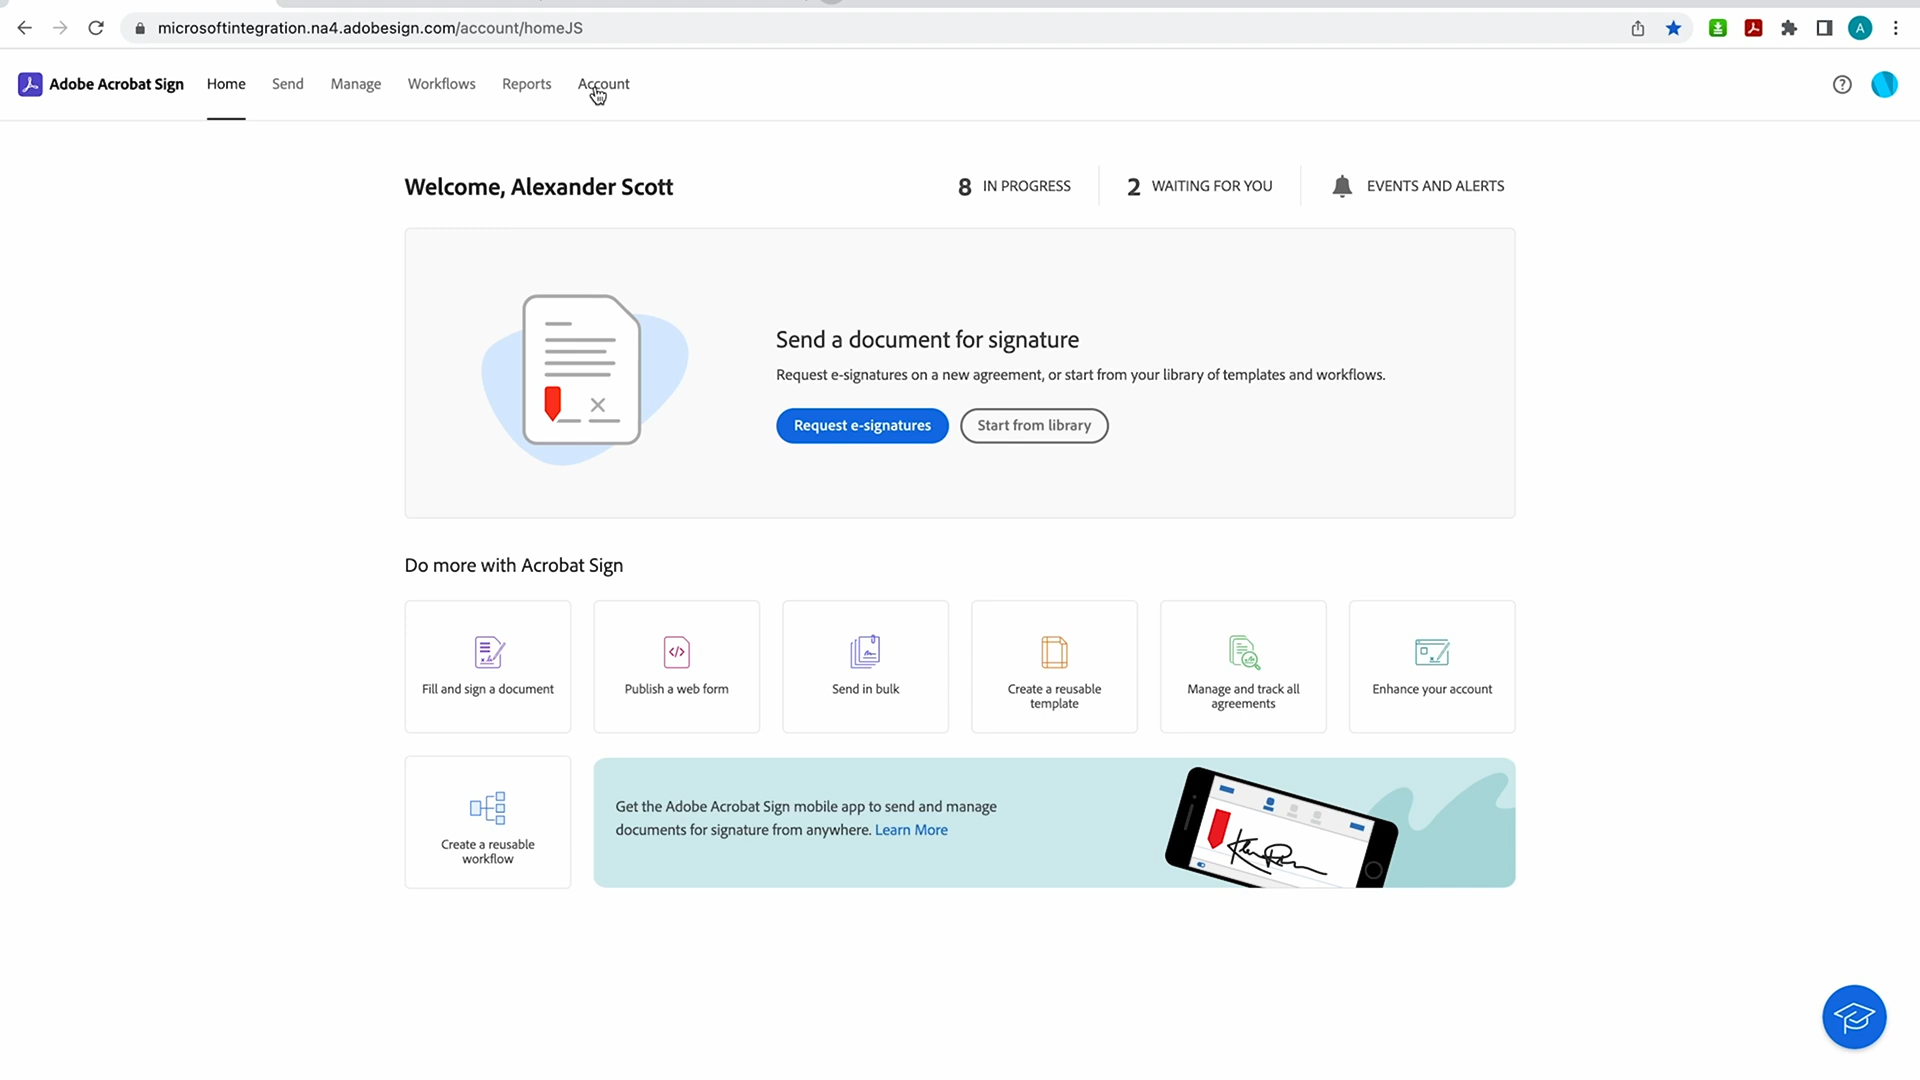 microsoftintegration.na4.adobesign.com/account/homeJS
A
Adobe Acrobat Sign Home Send Manage Workflows Reports Account
Welcome, Alexander Scott
8 IN PROGRESS
2 WAITING FOR YOU
EVENTS AND ALERTS
Send a document for signature
Request e-signatures on a new agreement, or start from your library of templates and workflows.
Request e-signatures
Start from library
Do more with Acrobat Sign
Fill and sign a document
Publish a web form
Send in bulk
Create a reusable
template
Manage and track all
agreements
Enhance your account
Create a reusable
workflow
Get the Adobe Acrobat Sign mobile app to send and manage
documents for signature from anywhere. Learn More